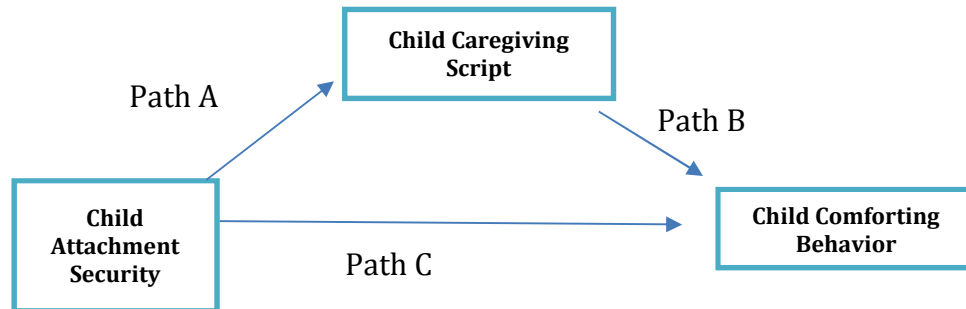 Child Caregiving
Script
Path A
Path B
Child
Attachment
Security
Child Comforting
Behavior
Path C